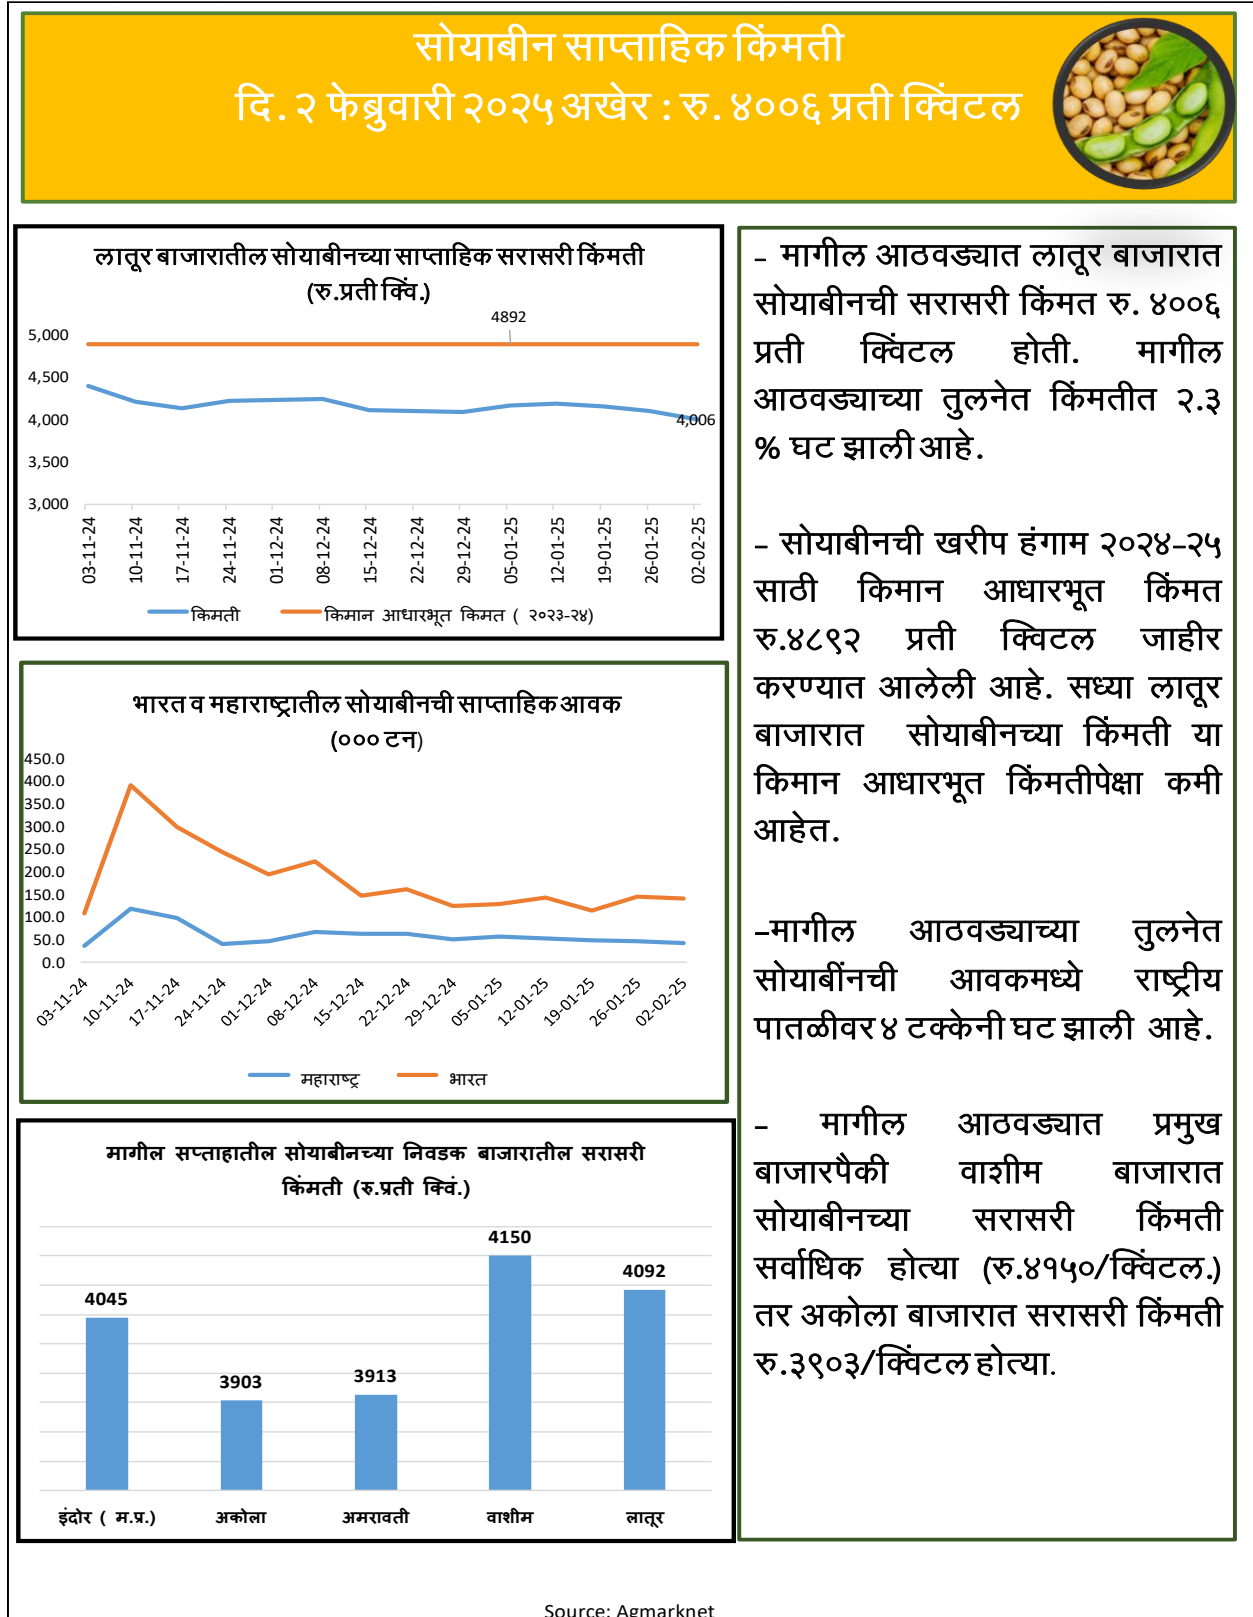 सोयाबीन साप्ताहिक किंमती
दि. २ फेब्रुवारी २०२५ अखेर : रु. ४००६ प्रती क्विंटल
लातूर बाजारातील सोयाबीनच्या साप्ताहिक सरासरी किंमती
(रु.प्रती क्विं.)
4892
5,000
4,500
4,000
3,500
3,000
4,006
03-11-24
10-11-24
17-11-24
24-11-24
01-12-24
08-12-24
15-12-24
22-12-24
29-12-24
05-01-25
12-01-25
19-01-25
26-01-25
02-02-25
किमती
किमान आधारभूत किमत ( २०२३-२४)
भारत व महाराष्ट्रातील सोयाबीनची साप्ताहिक आवक
(००० टन)
450.0
400.0
350.0
300.0
250.0
200.0
150.0
100.0
50.0
0.0
03-11-24
10-11-24
17-11-24
24-11-24
01-12-24
08-12-24
15-12-24
22-12-24
29-12-24
05-01-25
12-01-25
19-01-25
26-01-25
02-02-25
महाराष्ट्र
भारत
मागील सप्ताहातील सोयाबीनच्या निवडक बाजारातील सरासरी
किंमती (रु.प्रती क्विं.)
4045
3903
3913
4150
4092
इंदोर ( म.प्र.)
अकोला
अमरावती
वाशीम
लातूर
- मागील आठवड्यात लातूर बाजारात
सोयाबीनची सरासरी किंमत रु. ४००६
प्रती क्विंटल होती. मागील
आठवड्याच्या तुलनेत किंमतीत २.३
% घट झाली आहे.
- सोयाबीनची खरीप हंगाम २०२४-२५
साठी किमान आधारभूत किंमत
रु.४८९२ प्रती क्विटल जाहीर
करण्यात आलेली आहे. सध्या लातूर
बाजारात सोयाबीनच्या किंमती या
किमान आधारभूत किंमतीपेक्षा कमी
आहेत.
-मागील आठवड्याच्या तुलनेत
सोयाबींनची आवकमध्ये राष्ट्रीय
पातळीवर ४ टक्केनी घट झाली आहे.
- मागील आठवड्यात प्रमुख
बाजारपैकी वाशीम बाजारात
सोयाबीनच्या सरासरी किंमती
सर्वाधिक होत्या (रु.४१५०/क्विंटल.)
तर अकोला बाजारात सरासरी किंमती
रु.३९०३/क्विंटल होत्या.
Source: Agmarknet